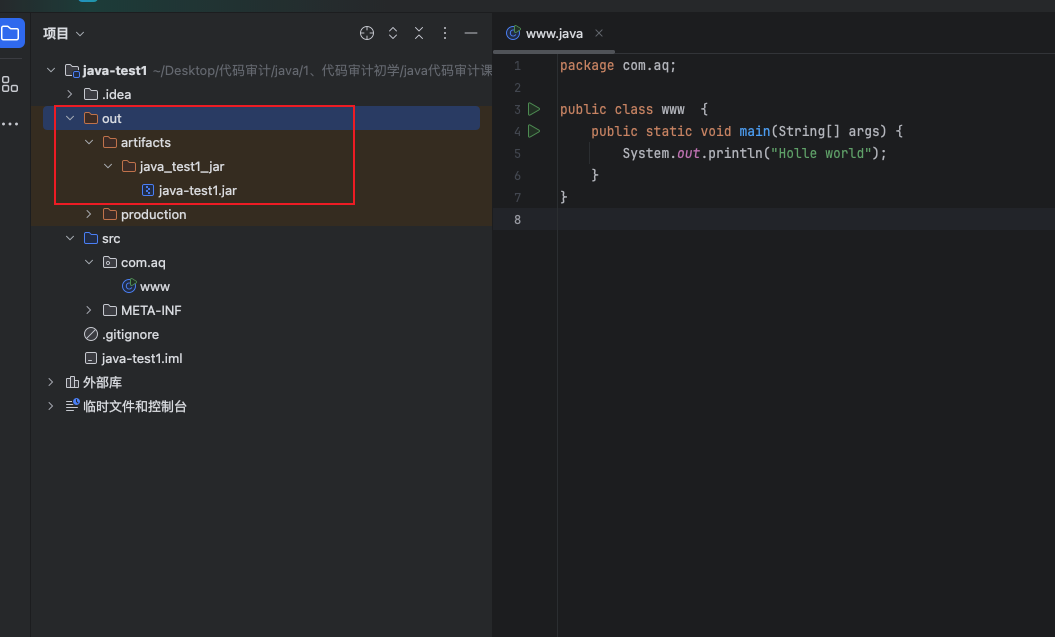 项目
java-test1 ~/Desktop/代码审计/java/1、代码审计初学/java代码审计课
.idea
out
artifacts
java_test1_jar
java-test1.jar
production
src
com.aq
www
META-INF
.gitignore
java-test1.iml
外部库
临时文件和控制台
www.java
1 package com.aq;
2
3 public class www {
4 public static void main(String[] args) {
5 System.out.println("Holle world");
6 }
7 }
8